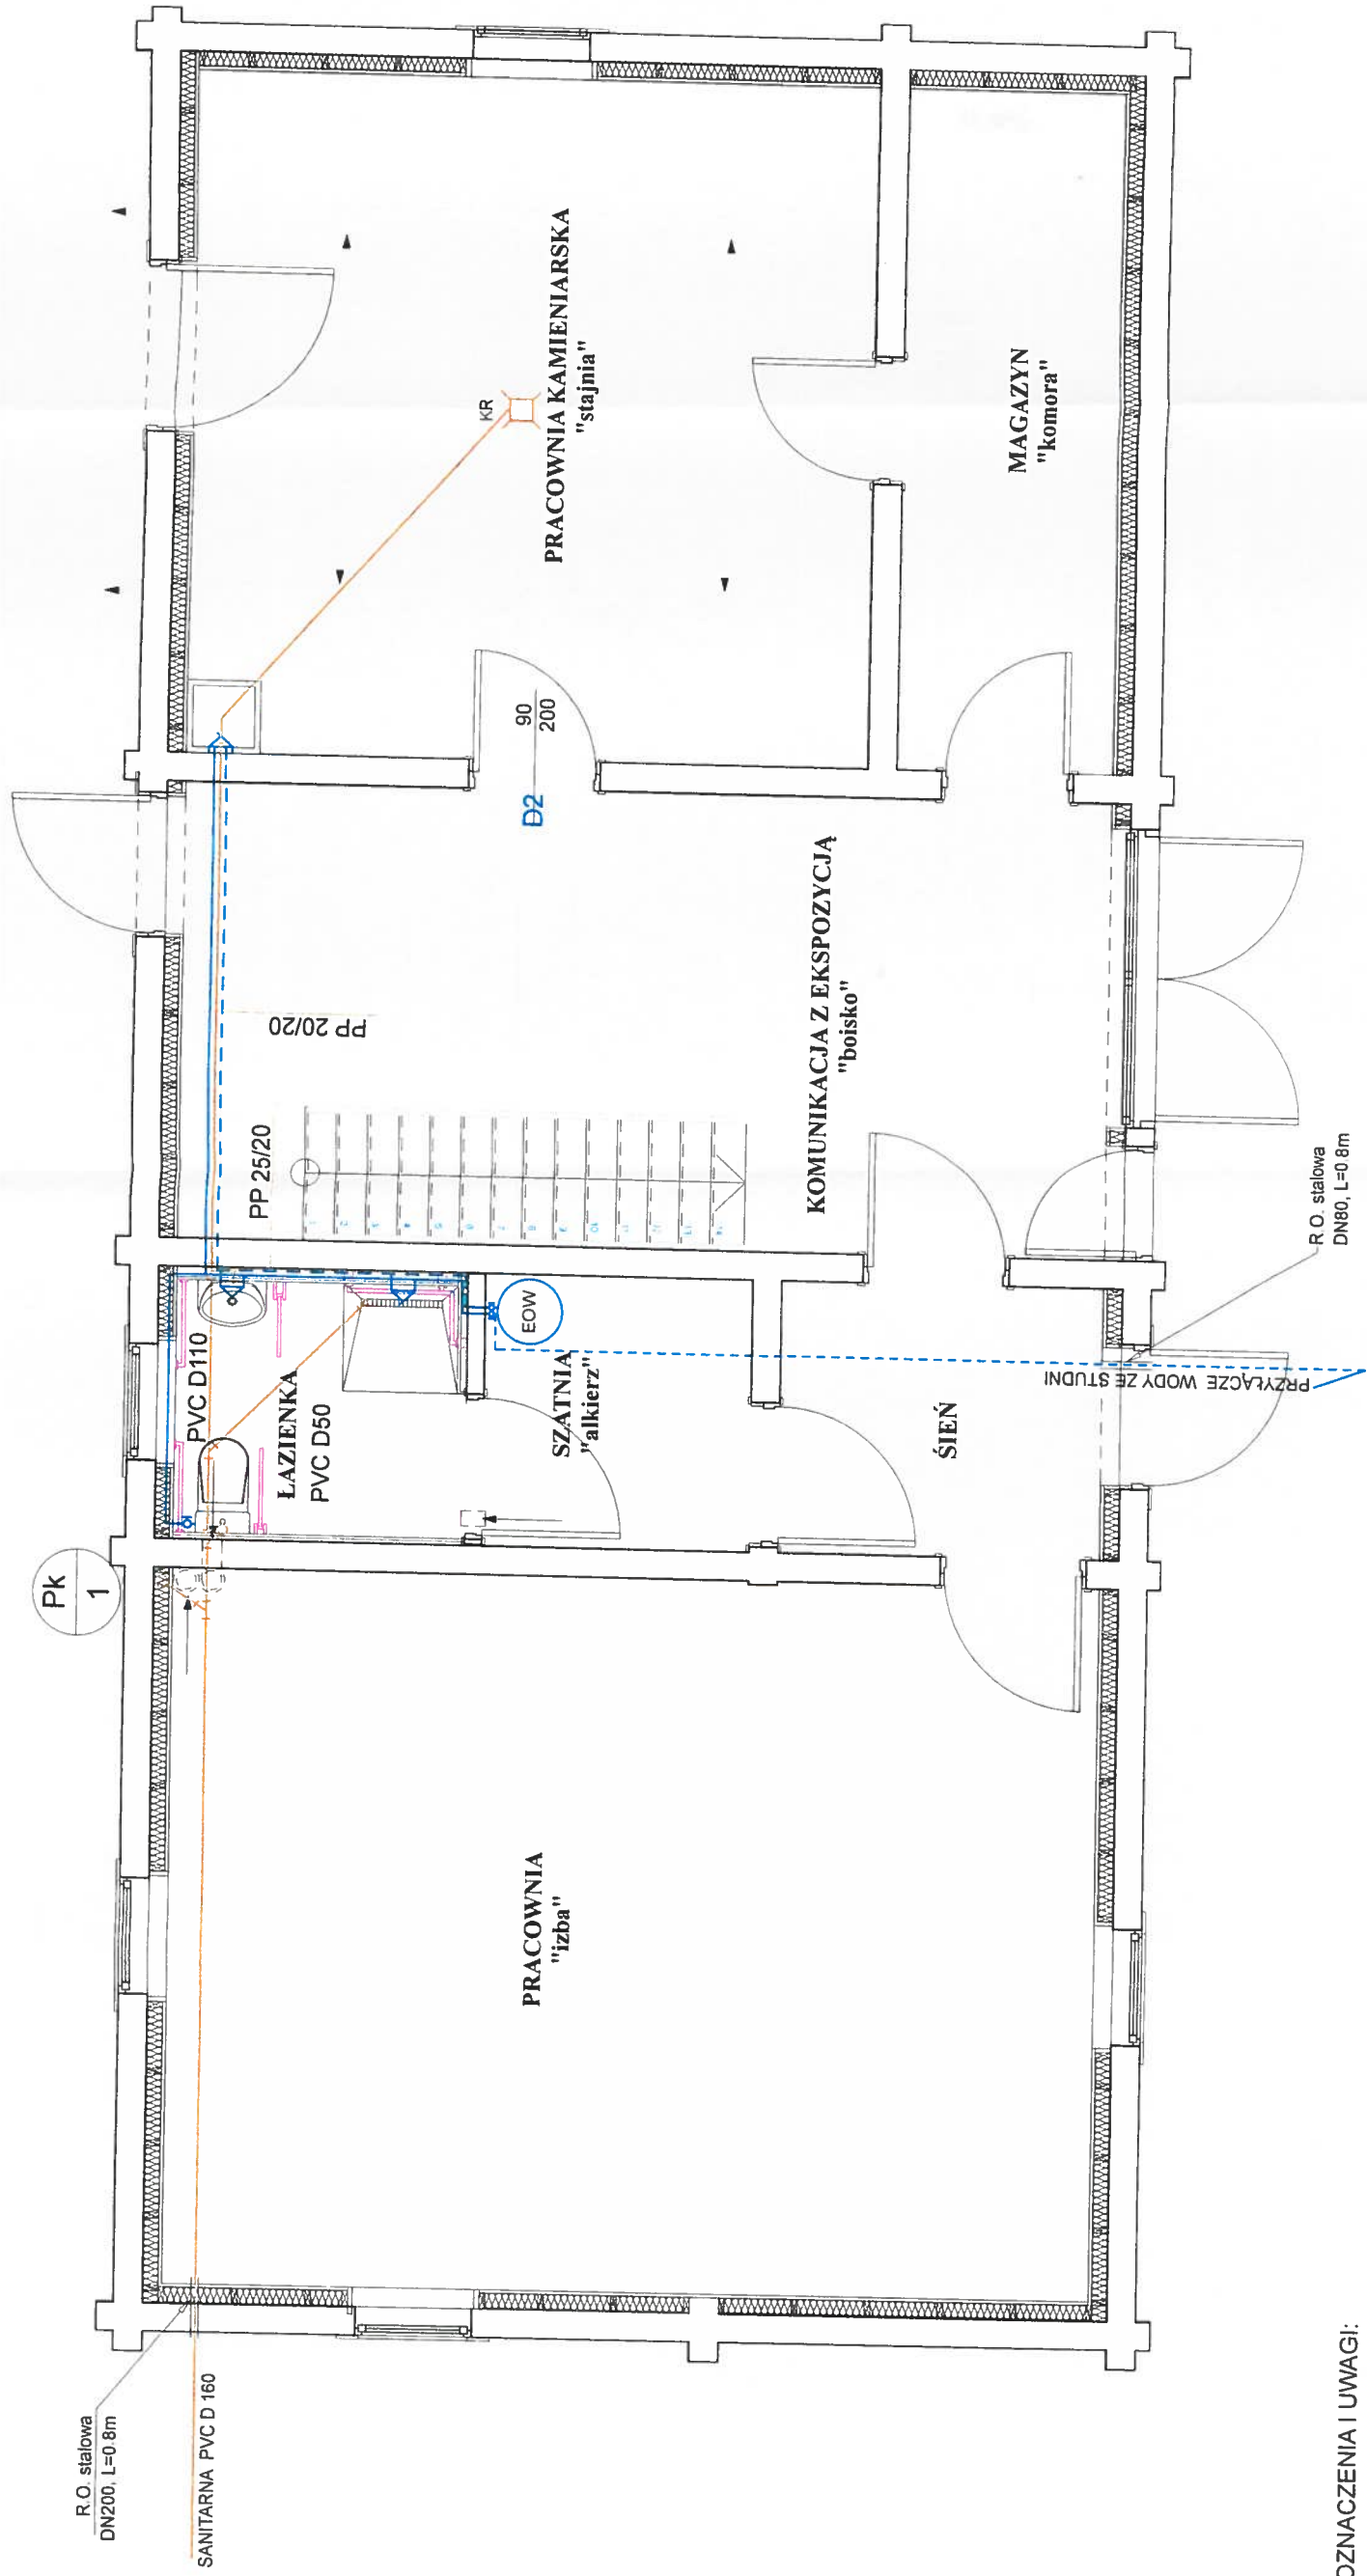 R.O. stalowa
DN200, L=0.8m
SANITARNA PVC D 160
Pk
1
PRACOWNIA
"izba"
PVC D110
ŁAZIENKA
PVC D50
SZATNIA
"alkierz"
EOW
ŚIEŃ
PRZYŁĄCZE WODY ZE STUDNI
R.O. stalowa
DN80, L=0.8m
PP 25/20
PP 20/20
KOMUNIKACJA Z EKSPOZYCJĄ
"boisko"
D2
90
200
KR
PRACOWNIA KAMIENIARSKA
"stajnia"
MAGAZYN
"komora"
OZNACZENIA I UWAGI: